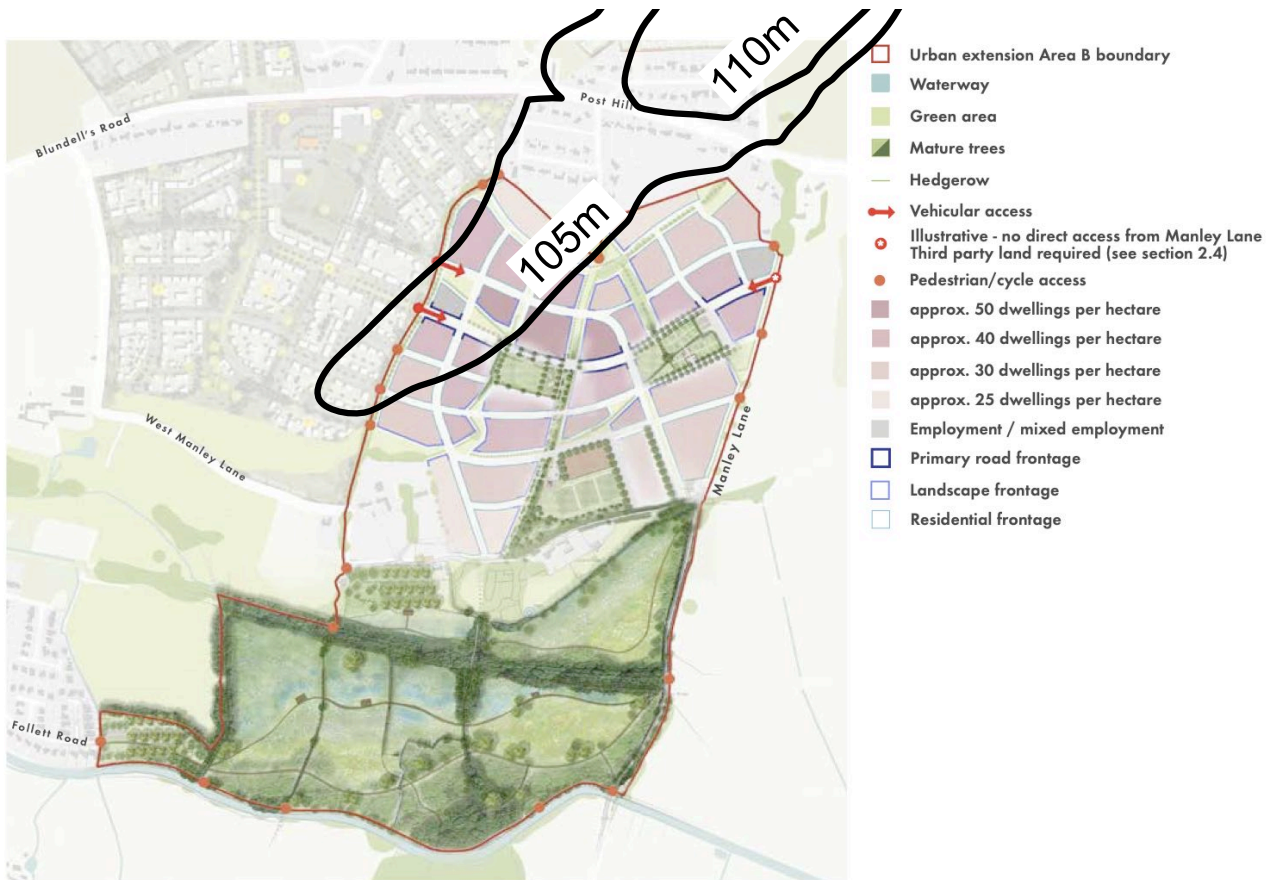 110m
105m
Post Hill
Blundell's Road
West Manley Lane
Manley Lane
Follett Road
Urban extension Area B boundary
Waterway
Green area
Mature trees
Hedgerow
Vehicular access
Illustrative - no direct access from Manley Lane
Third party land required (see section 2.4)
Pedestrian/cycle access
approx. 50 dwellings per hectare
approx. 40 dwellings per hectare
approx. 30 dwellings per hectare
approx. 25 dwellings per hectare
Employment / mixed employment
Primary road frontage
Landscape frontage
Residential frontage